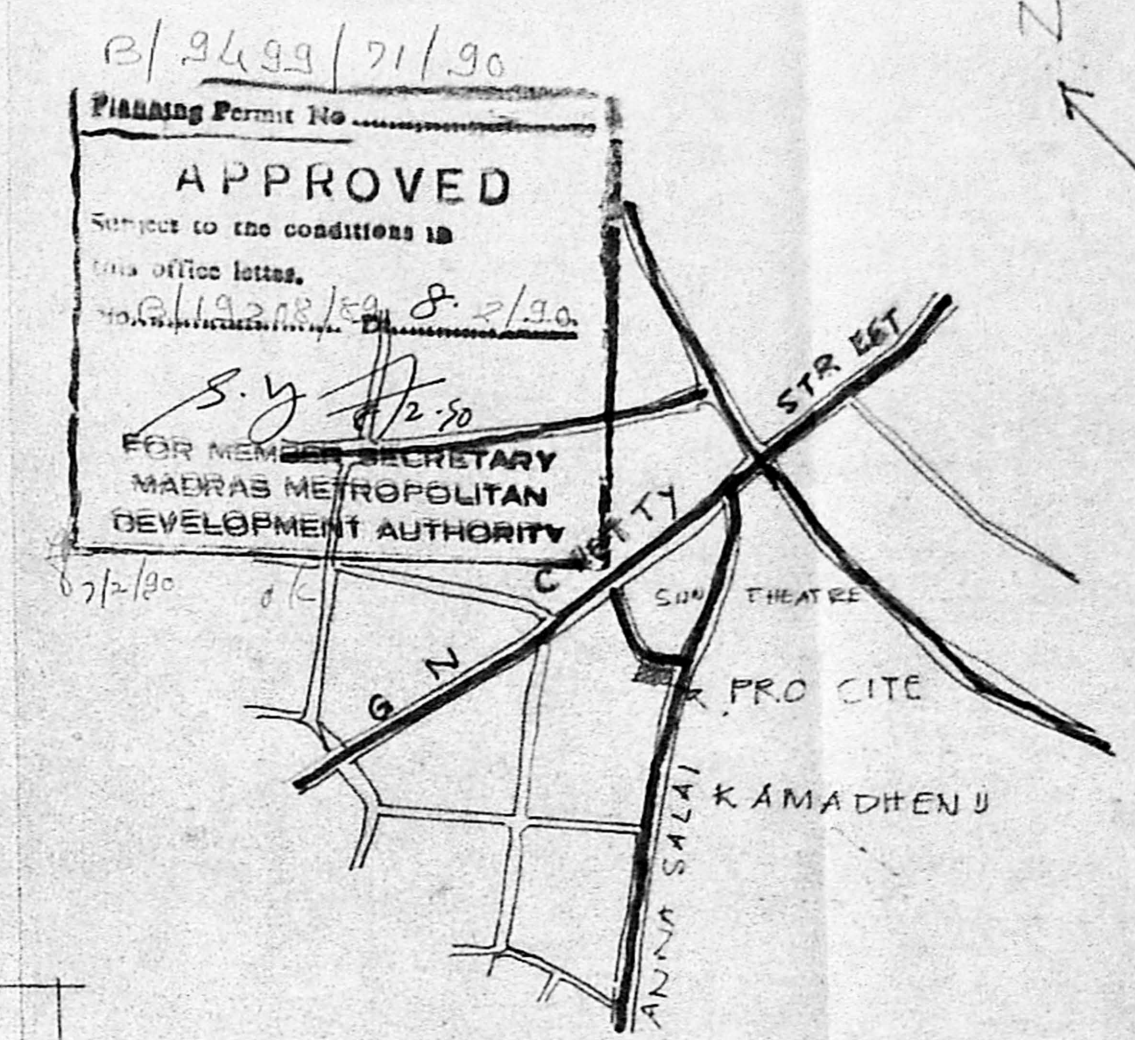 B/9499/71/90
N
Planning Permit No
APPROVED
Subject to the conditions in
this office letter.
No. B/19208/89 Dt 8.2/90.
S. Y
2.90
FOR MEMBER SECRETARY
MADRAS METROPOLITAN
DEVELOPMENT AUTHORITY
7/2/90
G N CHETTY STREET
SUN THEATRE
PRO CITE
KAMADHENU
ANNA SALAI